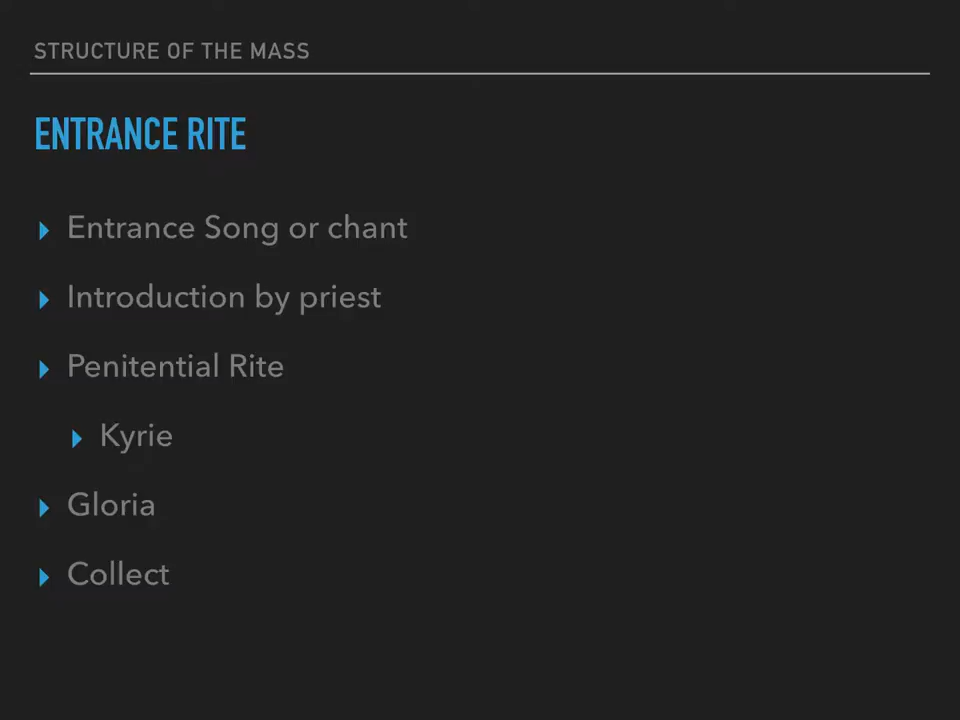 STRUCTURE OF THE MASS
ENTRANCE RITE
Entrance Song or chant
Introduction by priest
Penitential Rite
Kyrie
Gloria
Collect